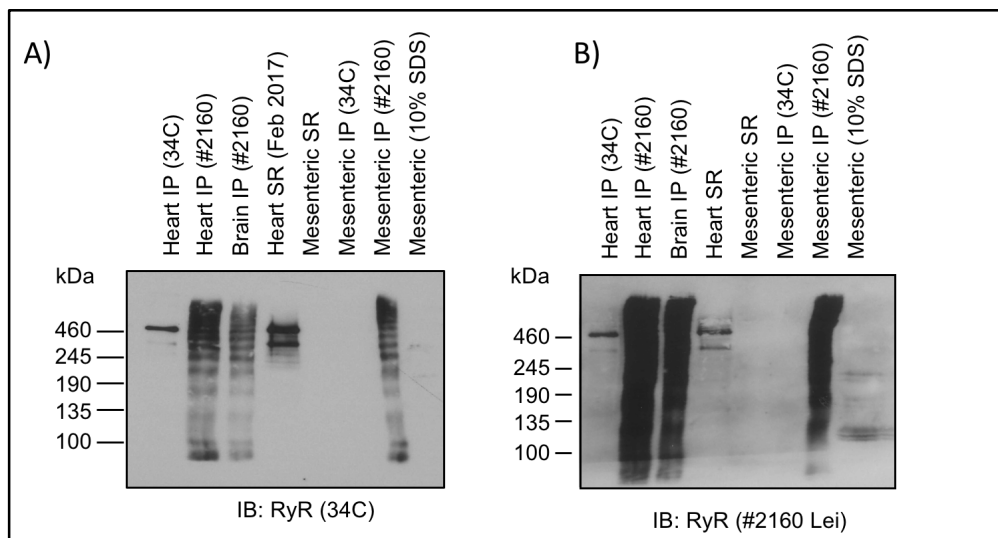 A)
Heart IP (34C)
Heart IP (#2160)
Brain IP (#2160)
Heart SR (Feb 2017)
Mesenteric SR
Mesenteric IP (34C)
Mesenteric IP (#2160)
Mesenteric (10% SDS)
kDa
460
245
190
135
100
IB: RyR (34C)
B)
Heart IP (34C)
Heart IP (#2160)
Brain IP (#2160)
Heart SR
Mesenteric SR
Mesenteric IP (34C)
Mesenteric IP (#2160)
Mesenteric (10% SDS)
kDa
460
245
190
135
100
IB: RyR (#2160 Lei)